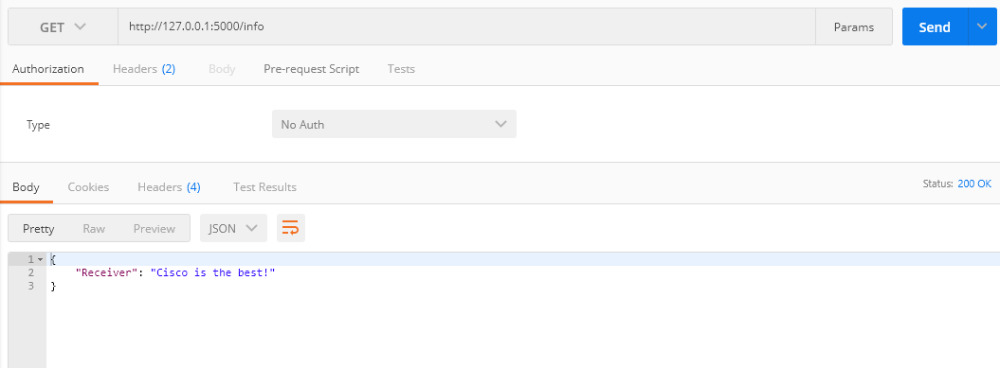 GET http://127.0.0.1:5000/info Params Send
Authorization Headers (2) Body Pre-request Script Tests
Type No Auth
Body Cookies Headers (4) Test Results Status: 200 OK
Pretty Raw Preview JSON
1 {
2 "Receiver": "Cisco is the best!"
3 }